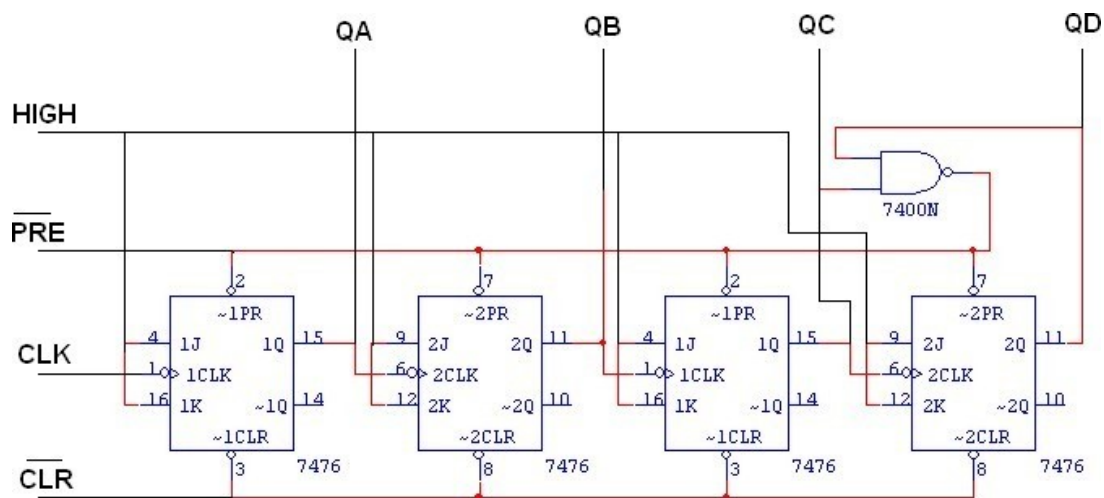 QA QB QC QD
HIGH
7400N
P̅R̅E̅
2 7 2 7
~1PR ~2PR ~1PR ~2PR
4 1J 1Q 15 9 2J 2Q 11 4 1J 1Q 15 9 2J 2Q 11
CLK 1 1CLK 6 2CLK 1 1CLK 6 2CLK
16 1K ~1Q 14 12 2K ~2Q 10 16 1K ~1Q 14 12 2K ~2Q 10
~1CLR ~2CLR ~1CLR ~2CLR
3 7476 8 7476 3 7476 8 7476
C̅L̅R̅